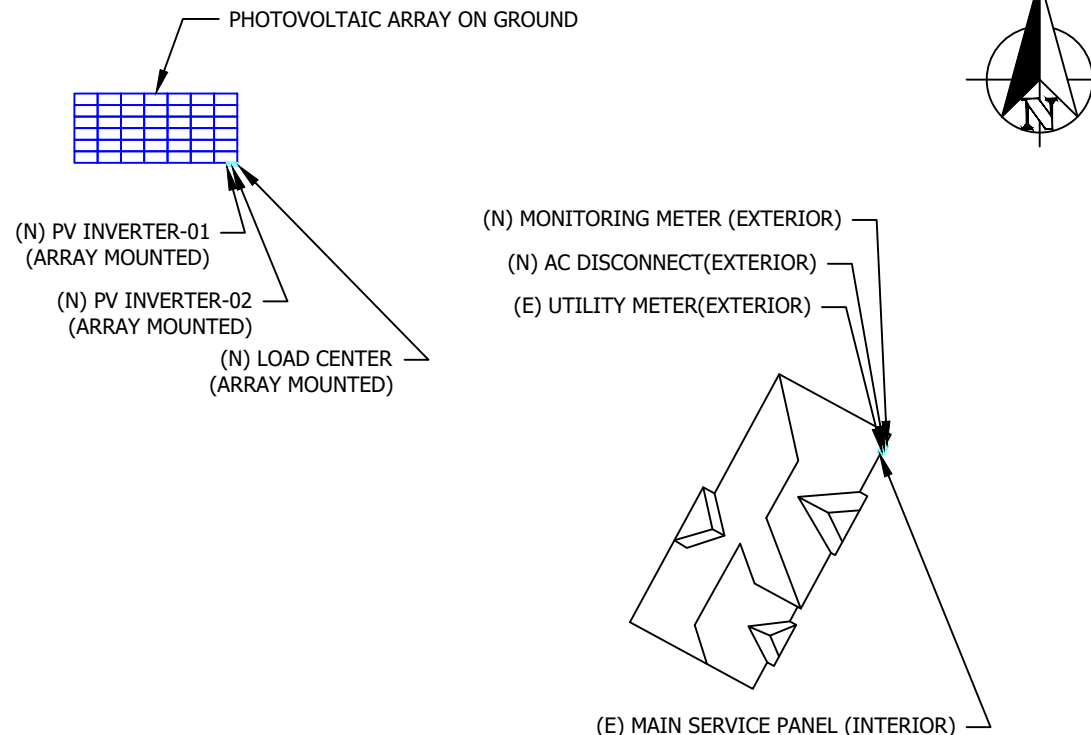 PHOTOVOLTAIC ARRAY ON GROUND
N
(N) PV INVERTER-01
(ARRAY MOUNTED)
(N) PV INVERTER-02
(ARRAY MOUNTED)
(N) LOAD CENTER
(ARRAY MOUNTED)
(N) MONITORING METER (EXTERIOR)
(N) AC DISCONNECT(EXTERIOR)
(E) UTILITY METER(EXTERIOR)
(E) MAIN SERVICE PANEL (INTERIOR)